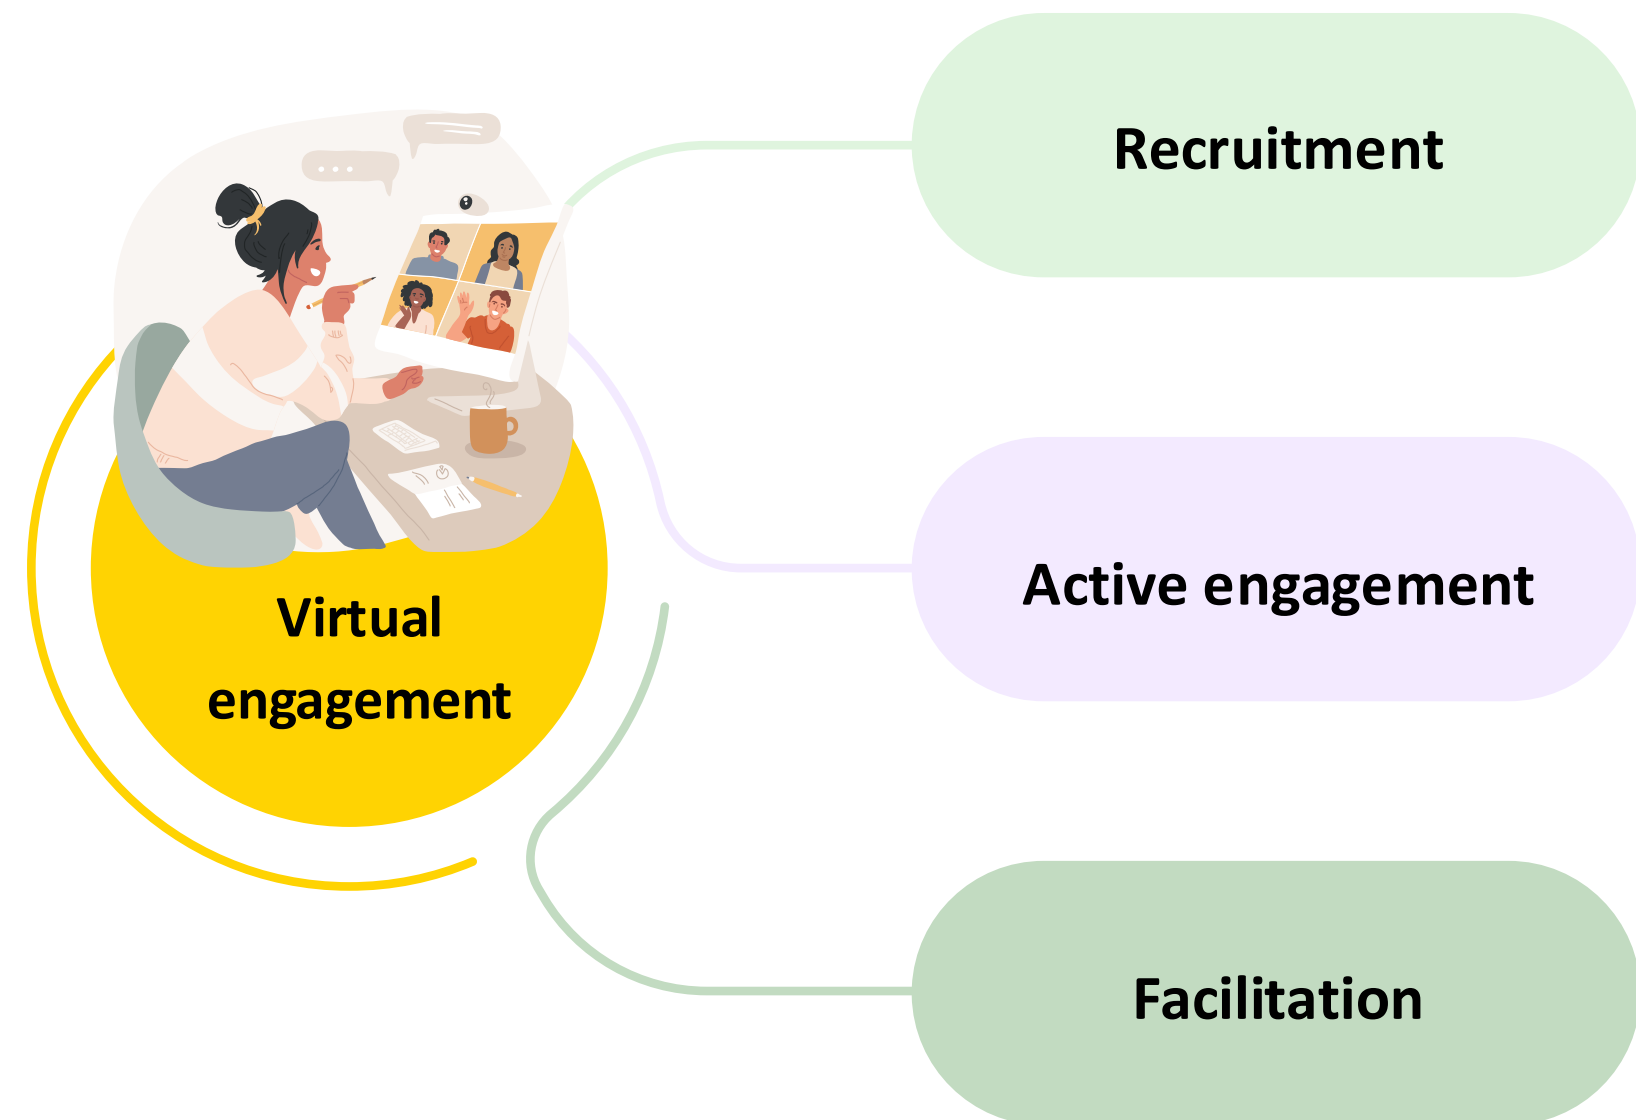 Recruitment
Active engagement
Virtual
engagement
Facilitation